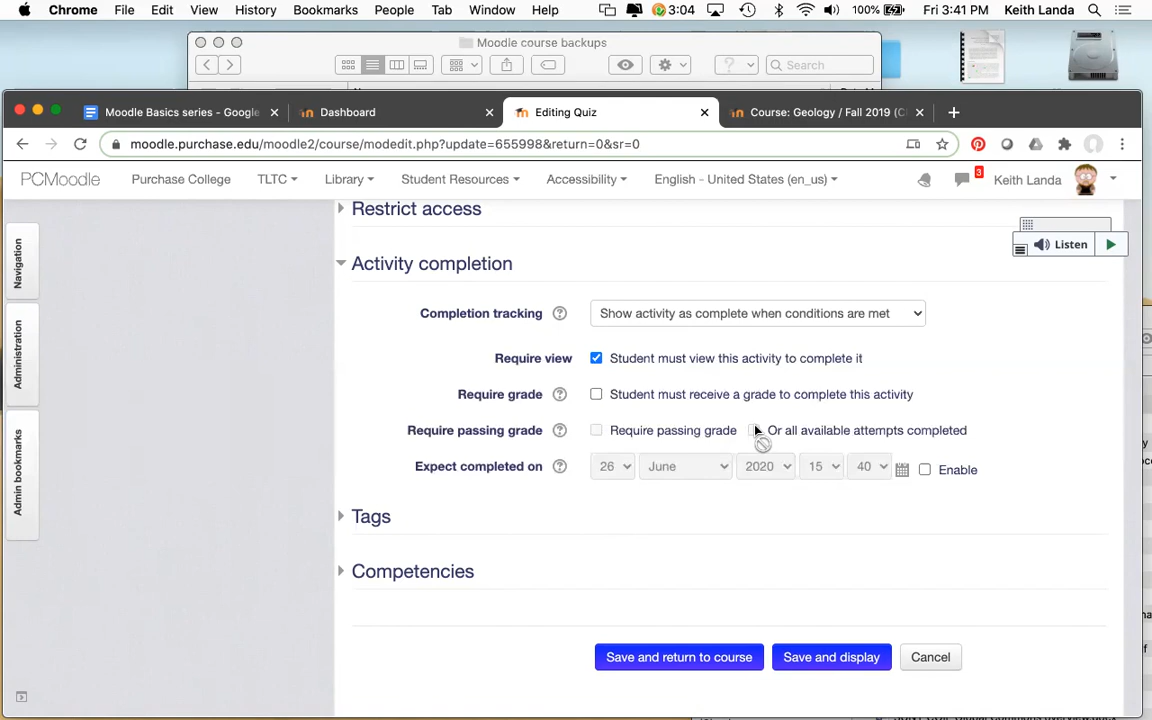 Chrome File Edit View History Bookmarks People Tab Window Help 3:04 100% Fri 3:41 PM Keith Landa
Moodle course backups
Search
Moodle Basics series - Google
Dashboard
Editing Quiz
Course: Geology / Fall 2019 (C
moodle.purchase.edu/moodle2/course/modedit.php?update=655998&return=0&sr=0
PCMoodle Purchase College TLTC Library Student Resources Accessibility English - United States (en_us) 3 Keith Landa
Restrict access
Listen
Navigation
Activity completion
Completion tracking Show activity as complete when conditions are met
Administration
Require view Student must view this activity to complete it
Require grade Student must receive a grade to complete this activity
Require passing grade Require passing grade Or all available attempts completed
Admin bookmarks
Expect completed on 26 June 2020 15 40 Enable
Tags
Competencies
Save and return to course Save and display Cancel